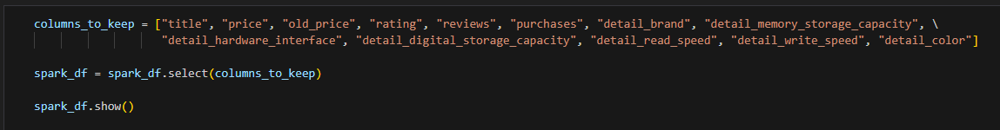 columns_to_keep = ["title", "price", "old_price", "rating", "reviews", "purchases", "detail_brand", "detail_memory_storage_capacity", \
"detail_hardware_interface", "detail_digital_storage_capacity", "detail_read_speed", "detail_write_speed", "detail_color"]
spark_df = spark_df.select(columns_to_keep)
spark_df.show()